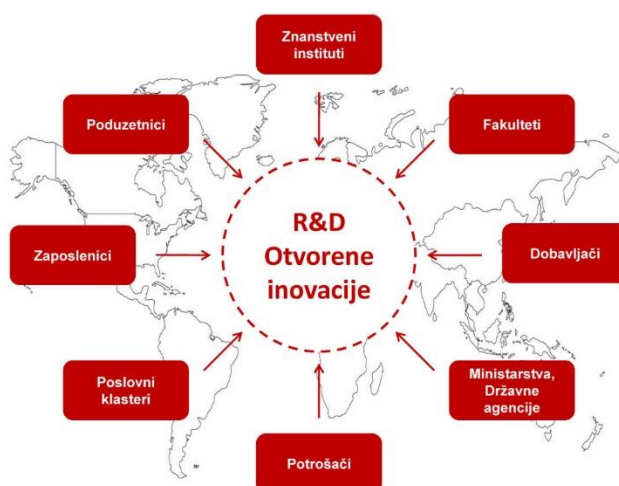 Znanstveni
instituti
Poduzetnici
Fakulteti
R&D
Otvorene
inovacije
Zaposlenici
Dobavljači
Poslovni
klasteri
Ministarstva,
Državne
agencije
Potrošači